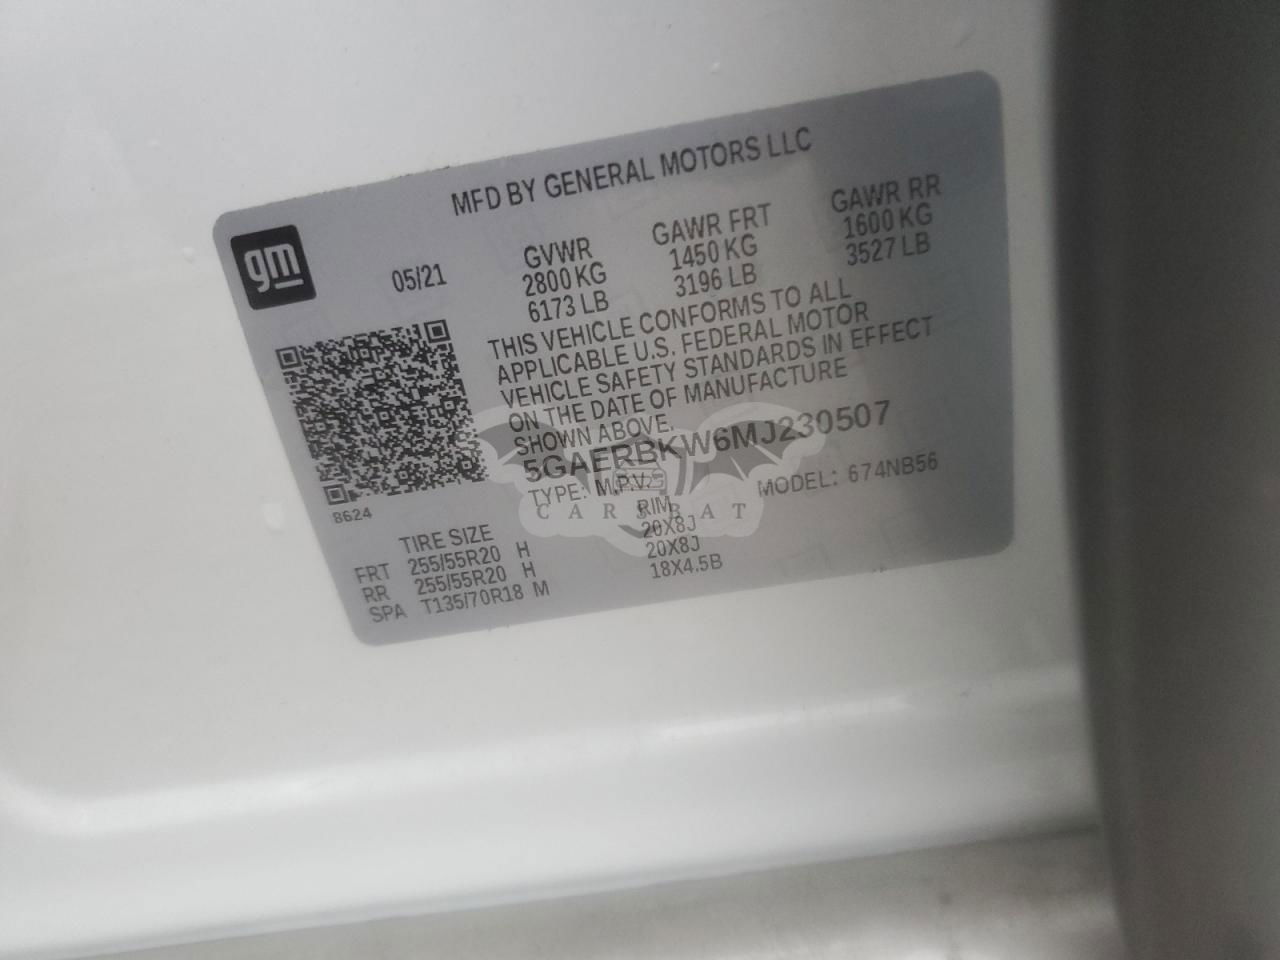 MFD BY GENERAL MOTORS LLC
gm
05/21
GVWR GAWR FRT GAWR RR
2800 KG 1450 KG 1600 KG
6173 LB 3196 LB 3527 LB
THIS VEHICLE CONFORMS TO ALL
APPLICABLE U.S. FEDERAL MOTOR
VEHICLE SAFETY STANDARDS IN EFFECT
ON THE DATE OF MANUFACTURE
SHOWN ABOVE.
5GAERBKW6MJ230507
TYPE: M.P.V. MODEL: 674NB56
8624
CARSBAT
TIRE SIZE RIM
FRT 255/55R20 H 20X8J
RR 255/55R20 H 20X8J
SPA T135/70R18 M 18X4.5B